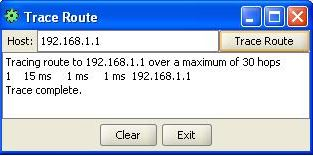 Trace Route
Host: 192.168.1.1 Trace Route
Tracing route to 192.168.1.1 over a maximum of 30 hops
1 15 ms 1 ms 1 ms 192.168.1.1
Trace complete.
Clear Exit